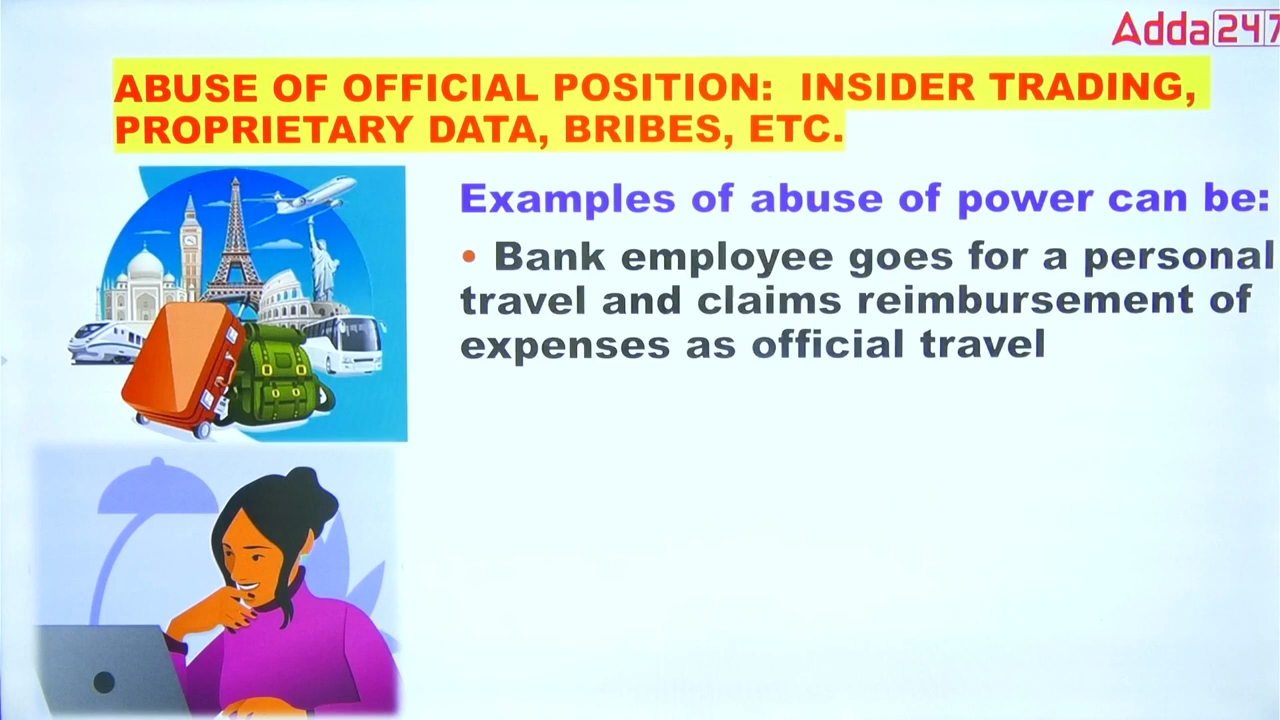 Adda247
ABUSE OF OFFICIAL POSITION: INSIDER TRADING,
PROPRIETARY DATA, BRIBES, ETC.
Examples of abuse of power can be:
• Bank employee goes for a personal
travel and claims reimbursement of
expenses as official travel